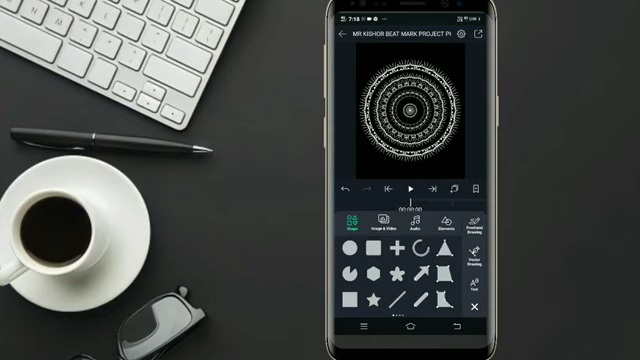 7:18
MR KISHOR BEAT MARK PROJECT P
00:00:00
Shape
Image & Video
Audio
Elements
Freehand
Drawing
Vector
Drawing
Text